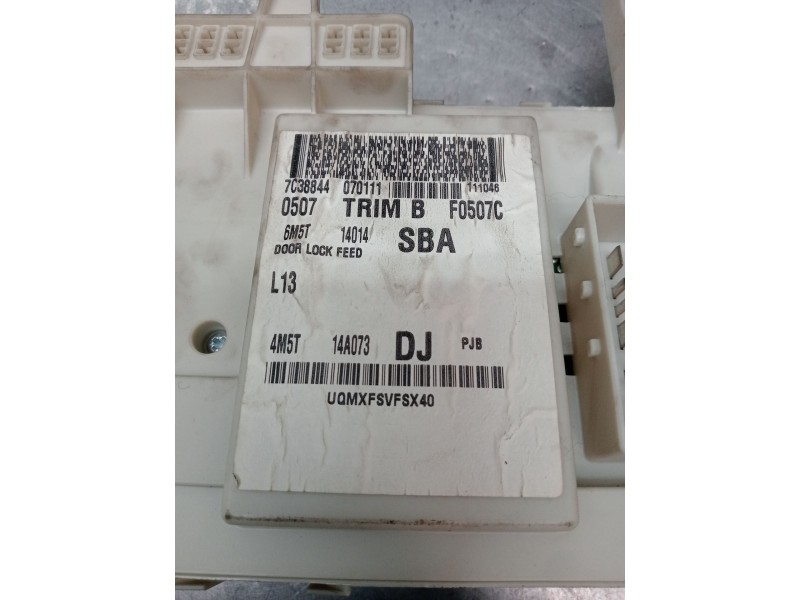 7C38844 070111 111046
0507 TRIM B F0507C
6M5T 14014 SBA
DOOR LOCK FEED
L13
4M5T 14A073 DJ PJB
UQMXFSVFSX40